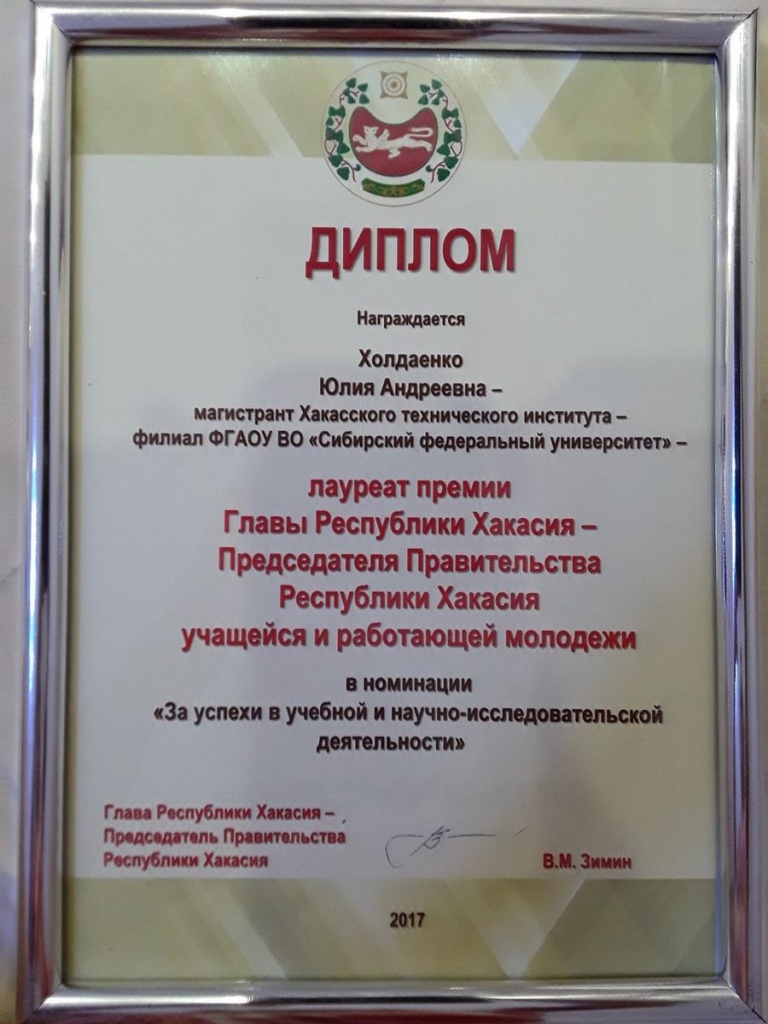 ДИПЛОМ
Награждается
Холдаенко
Юлия Андреевна –
магистрант Хакасского технического института –
филиал ФГАОУ ВО «Сибирский федеральный университет» –
лауреат премии
Главы Республики Хакасия –
Председателя Правительства
Республики Хакасия
учащейся и работающей молодежи
в номинации
«За успехи в учебной и научно-исследовательской
деятельности»
Глава Республики Хакасия –
Председатель Правительства
Республики Хакасия
В.М. Зимин
2017